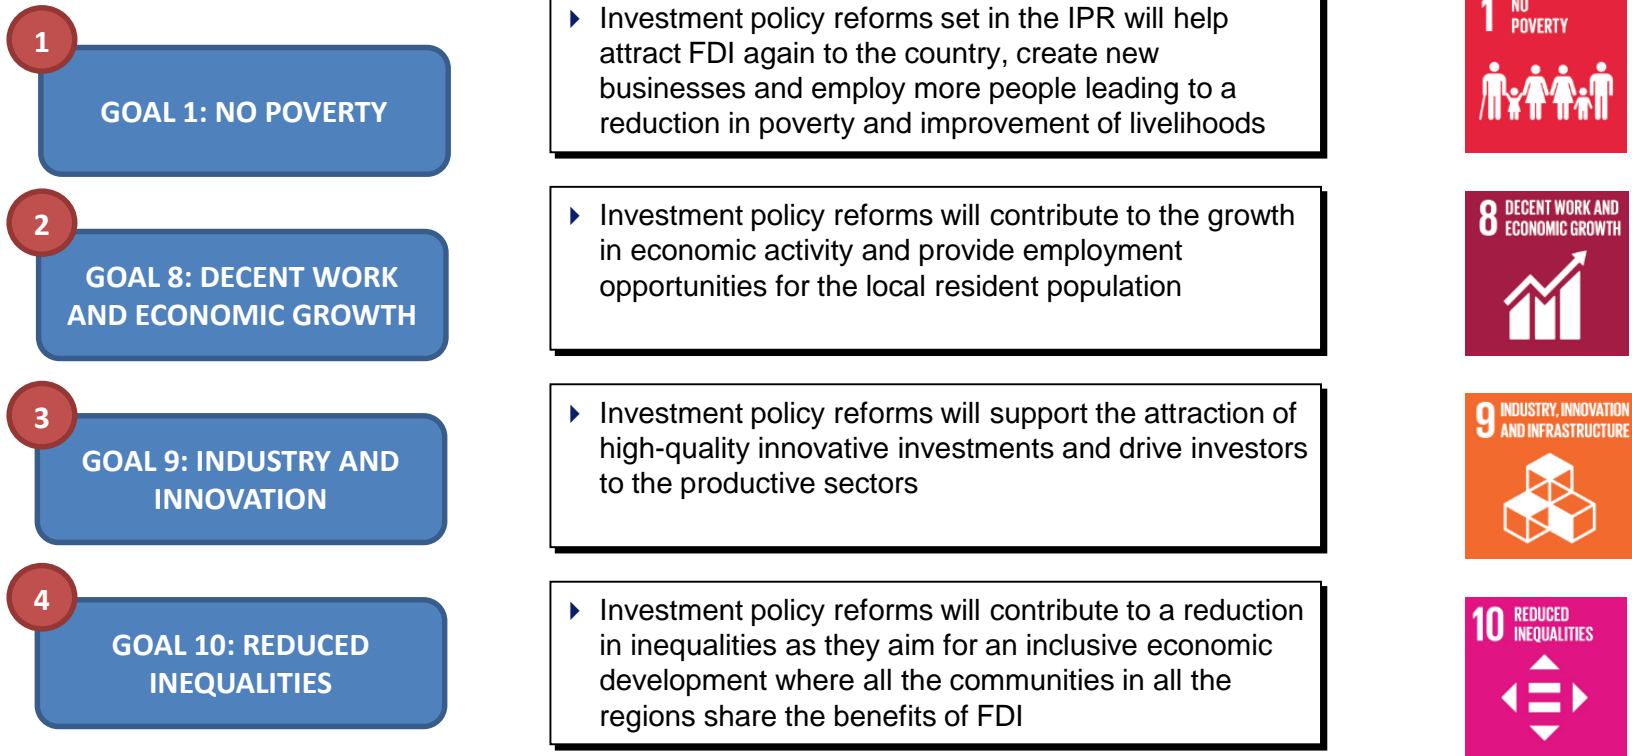 1
GOAL 1: NO POVERTY
Investment policy reforms set in the IPR will help
attract FDI again to the country, create new
businesses and employ more people leading to a
reduction in poverty and improvement of livelihoods
1 NO
POVERTY
2
GOAL 8: DECENT WORK
AND ECONOMIC GROWTH
Investment policy reforms will contribute to the growth
in economic activity and provide employment
opportunities for the local resident population
8 DECENT WORK AND
ECONOMIC GROWTH
3
GOAL 9: INDUSTRY AND
INNOVATION
Investment policy reforms will support the attraction of
high-quality innovative investments and drive investors
to the productive sectors
9 INDUSTRY, INNOVATION
AND INFRASTRUCTURE
4
GOAL 10: REDUCED
INEQUALITIES
Investment policy reforms will contribute to a reduction
in inequalities as they aim for an inclusive economic
development where all the communities in all the
regions share the benefits of FDI
10 REDUCED
INEQUALITIES